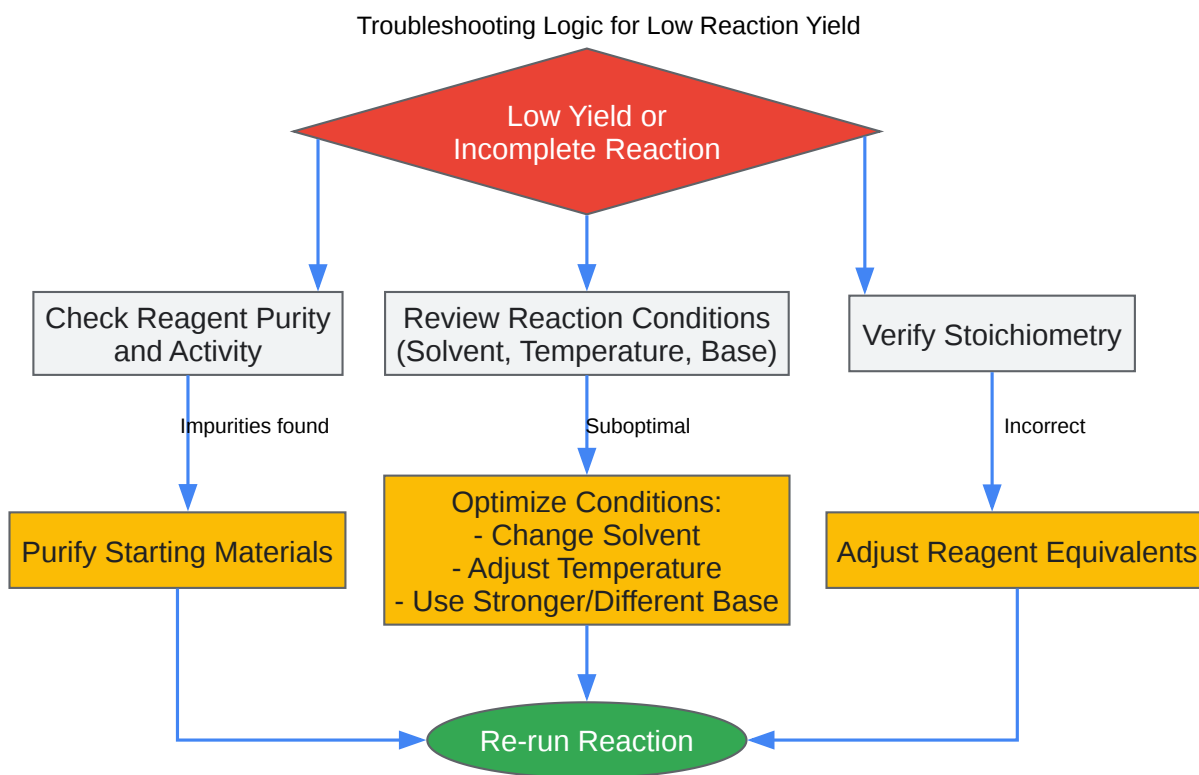 Troubleshooting Logic for Low Reaction Yield
Low Yield or
Incomplete Reaction
Check Reagent Purity
and Activity
Review Reaction Conditions
(Solvent, Temperature, Base)
Verify Stoichiometry
Impurities found
Suboptimal
Incorrect
Purify Starting Materials
Optimize Conditions:
- Change Solvent
- Adjust Temperature
- Use Stronger/Different Base
Adjust Reagent Equivalents
Re-run Reaction